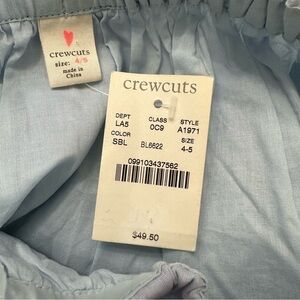 crewcuts
size: 4/5
made in
China
crewcuts
DEPT CLASS STYLE
LA5 0C9 A1971
COLOR SIZE
SBL BL6622 4-5
099103437562
$49.50